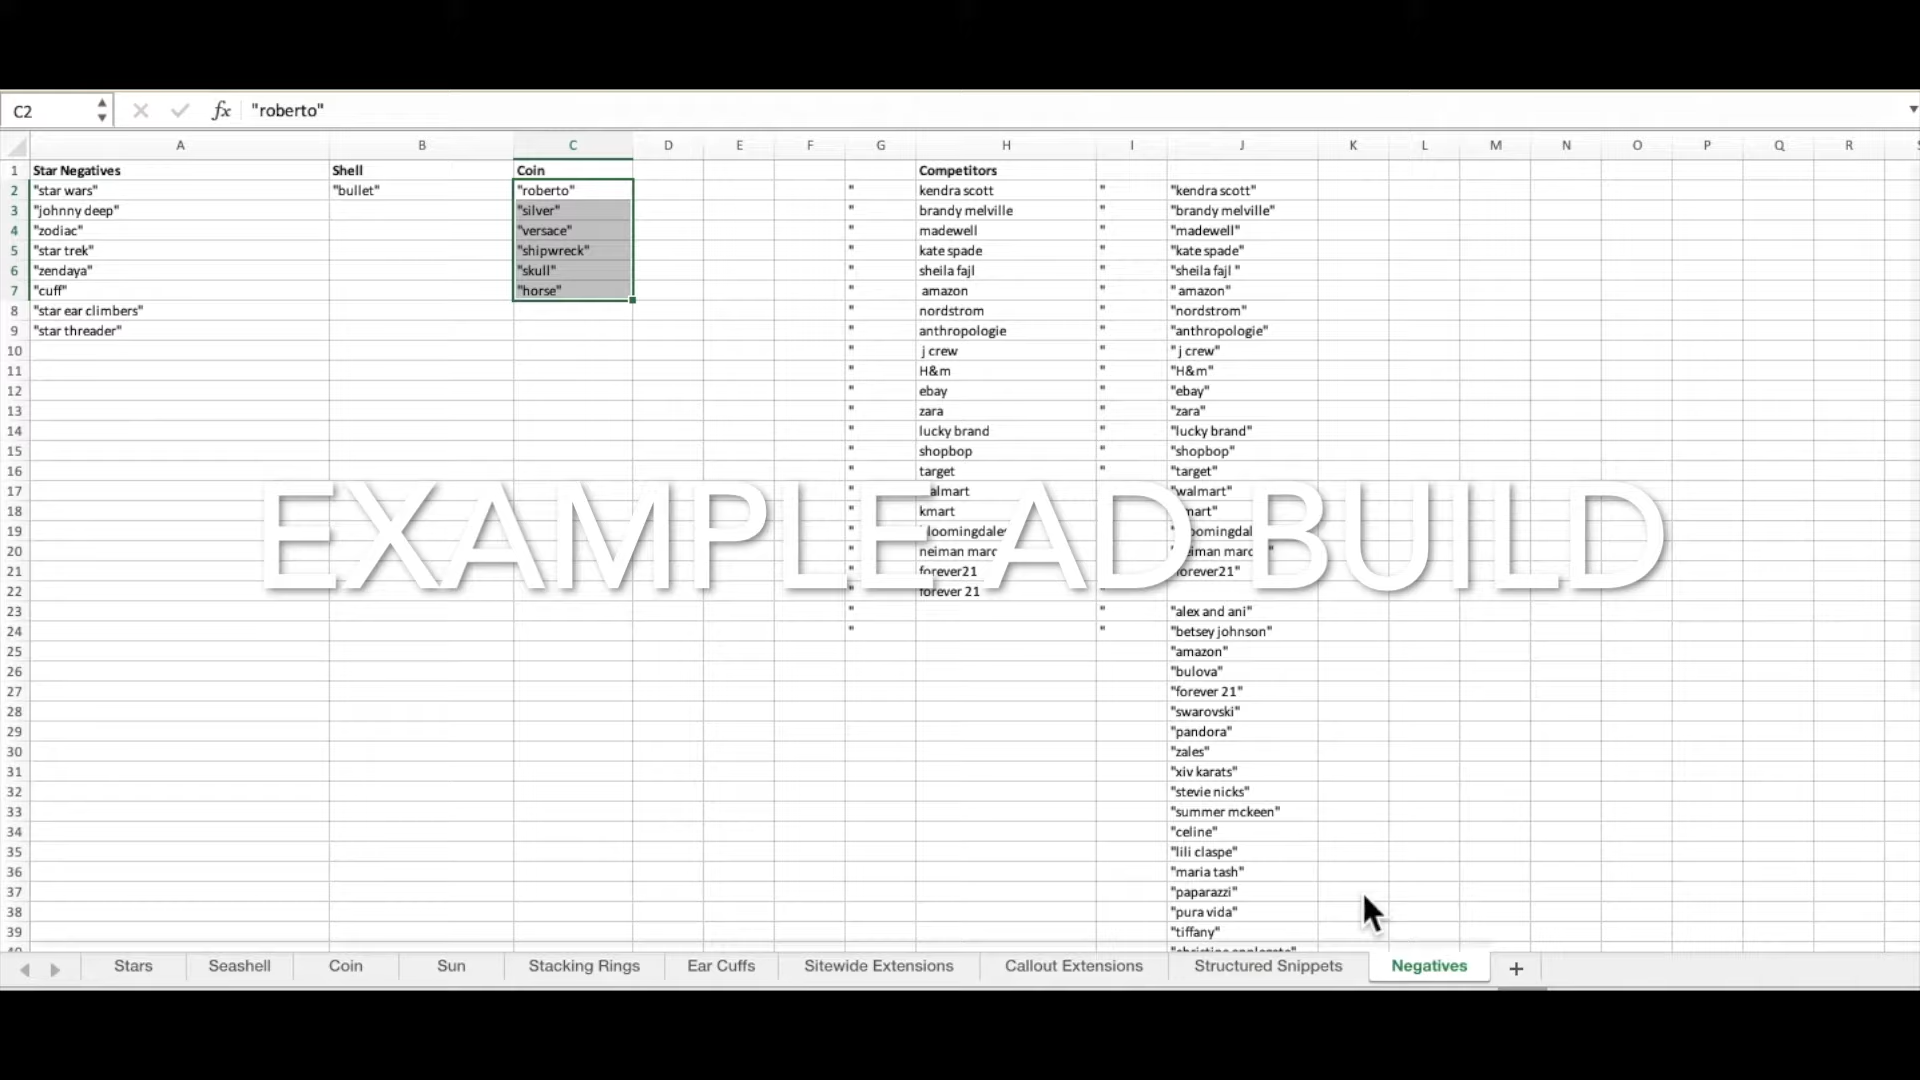 C2 fx "roberto"
A B C D E F G H I J K L M N O P Q R
1 Star Negatives Shell Coin Competitors
2 "star wars" "bullet" "roberto" " kendra scott " "kendra scott"
3 "johnny deep" "silver" " brandy melville " "brandy melville"
4 "zodiac" "versace" " madewell " "madewell"
5 "star trek" "shipwreck" " kate spade " "kate spade"
6 "zendaya" "skull" " sheila fajl " "sheila fajl "
7 "cuff" "horse" " amazon " " amazon"
8 "star ear climbers" " nordstrom " "nordstrom"
9 "star threader" " anthropologie " "anthropologie"
10 " j crew " " j crew"
11 " H&m " "H&m"
12 " ebay " "ebay"
13 " zara " "zara"
14 " lucky brand " "lucky brand"
15 " shopbop " "shopbop"
16 " target " "target"
17 " "walmart"
18 " kmart
19
20 "
21 " forever21
22 " forever 21
EXAMPLE AD BUILD
23 " " "alex and ani"
24 " " "betsey johnson"
25 "amazon"
26 "bulova"
27 "forever 21"
28 "swarovski"
29 "pandora"
30 "zales"
31 "xiv karats"
32 "stevie nicks"
33 "summer mckeen"
34 "celine"
35 "lili claspe"
36 "maria tash"
37 "paparazzi"
38 "pura vida"
39 "tiffany"
Stars Seashell Coin Sun Stacking Rings Ear Cuffs Sitewide Extensions Callout Extensions Structured Snippets Negatives +